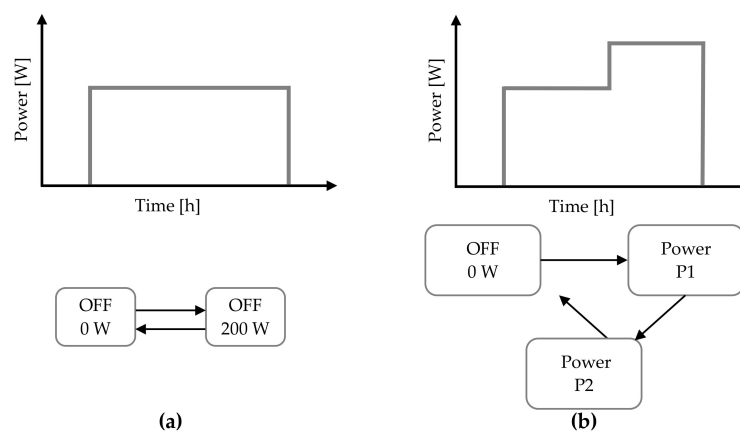 Power [W]
Time [h]
OFF
0 W
OFF
200 W
(a)
Power [W]
Time [h]
OFF
0 W
Power
P1
Power
P2
(b)